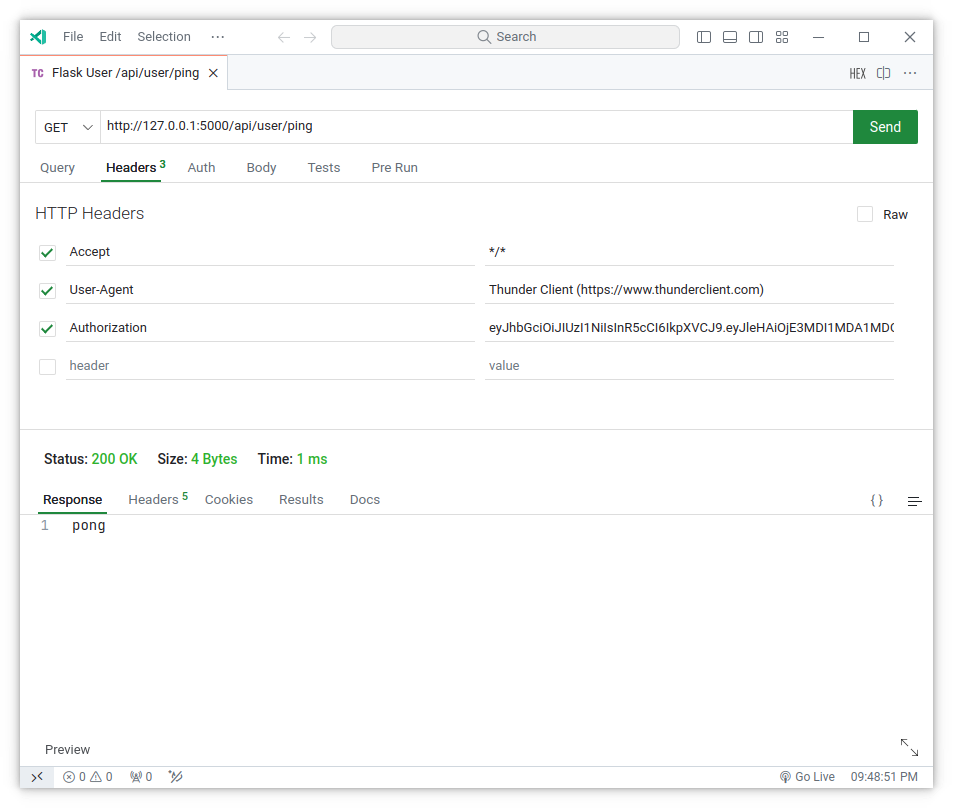 File Edit Selection ··· Search
TC Flask User /api/user/ping HEX ···
GET http://127.0.0.1:5000/api/user/ping Send
Query Headers 3 Auth Body Tests Pre Run
HTTP Headers Raw
Accept */*
User-Agent Thunder Client (https://www.thunderclient.com)
Authorization eyJhbGciOiJIUzI1NiIsInR5cCI6IkpXVCJ9.eyJleHAiOjE3MDI1MDA1MD
header value
Status: 200 OK Size: 4 Bytes Time: 1 ms
Response Headers 5 Cookies Results Docs { }
1 pong
Preview
0 0 0 Go Live 09:48:51 PM